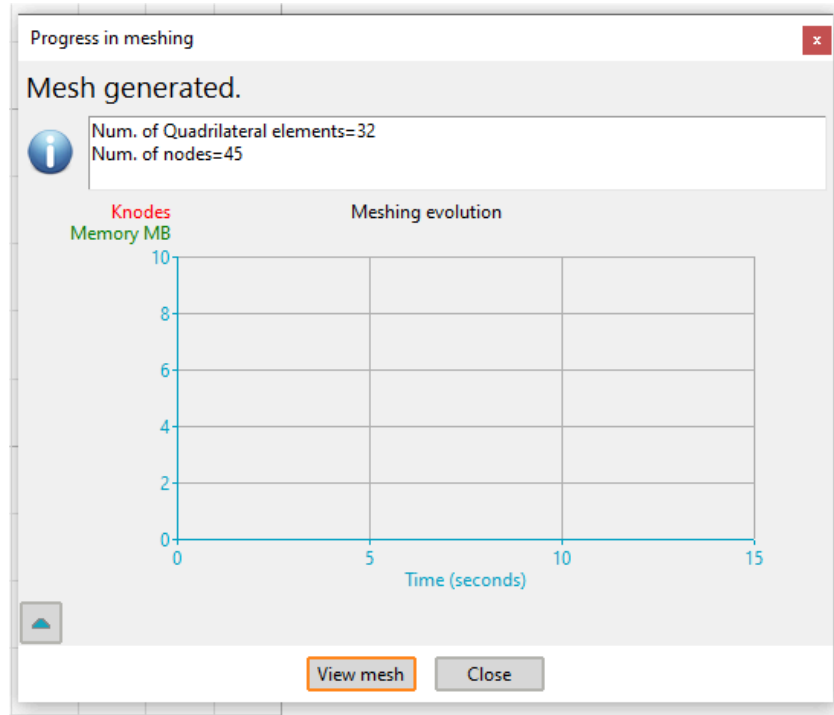 Progress in meshing
x
Mesh generated.
i
Num. of Quadrilateral elements=32
Num. of nodes=45
Knodes
Meshing evolution
Memory MB
10
8
6
4
2
0
0 5 10 15
Time (seconds)
View mesh Close